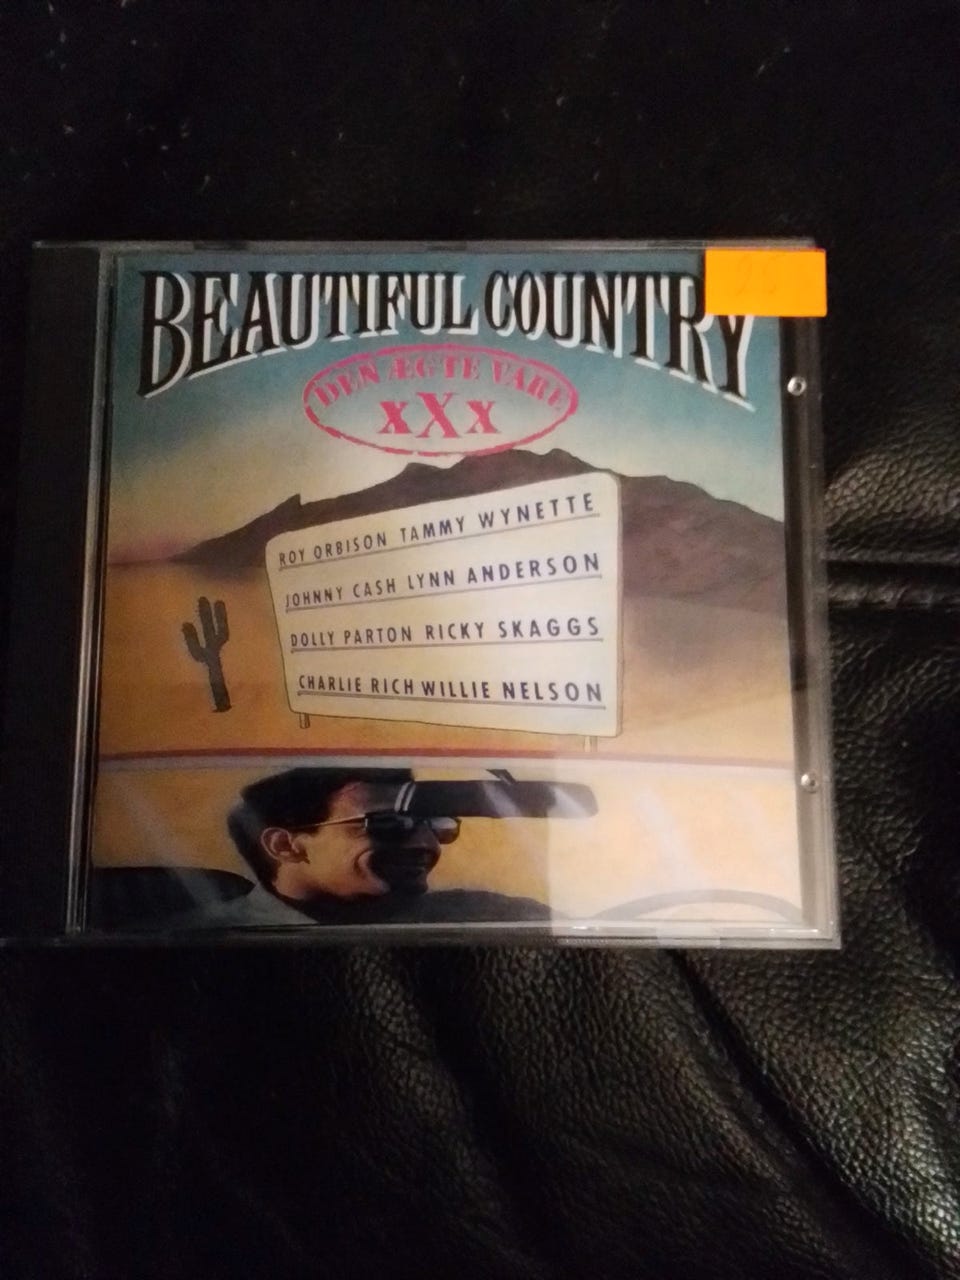 BEAUTIFUL COUNTRY
DEN ÆGTE VARE
xXx
ROY ORBISON TAMMY WYNETTE
JOHNNY CASH LYNN ANDERSON
DOLLY PARTON RICKY SKAGGS
CHARLIE RICH WILLIE NELSON